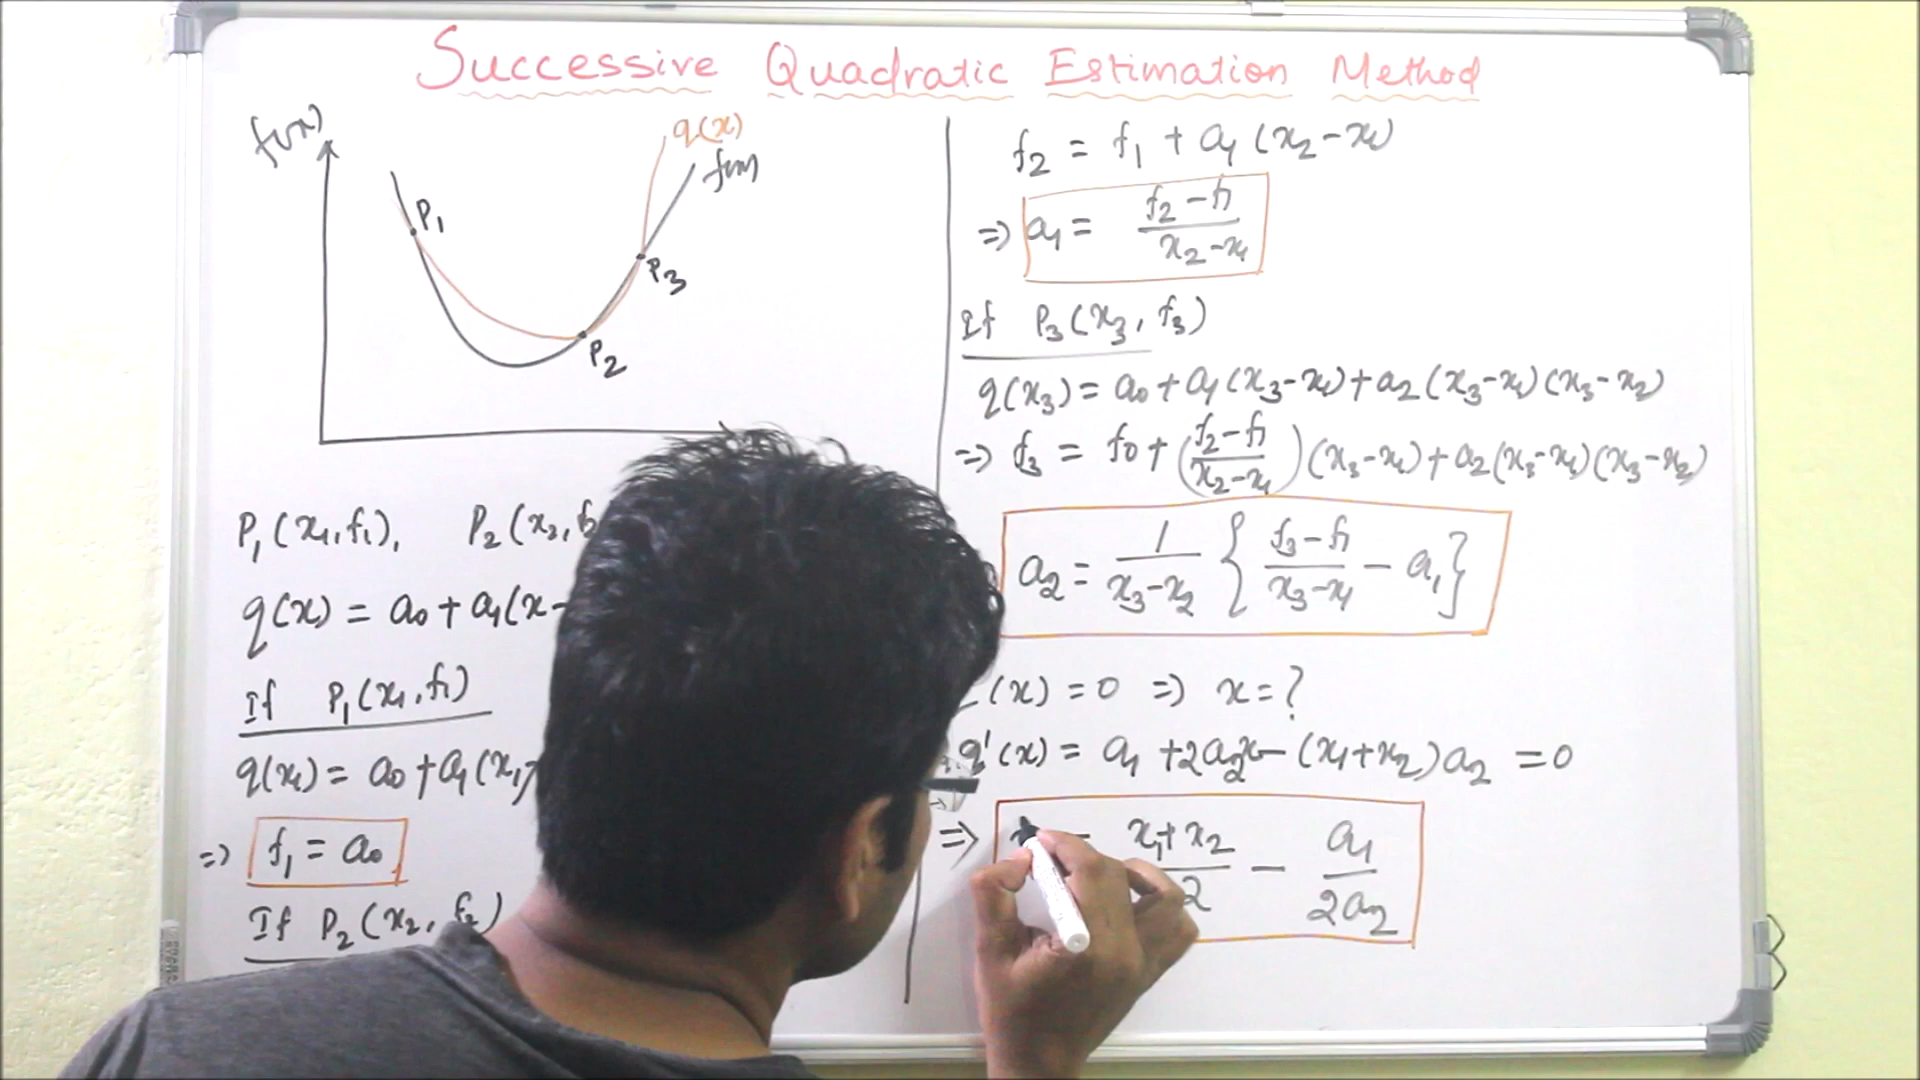 Successive Quadratic Estimation Method
f(x)
q(x)
f(x)
P₁
P₃
P₂
P₁(x₁,f₁), P₂(x₂,f₂
q(x) = a₀ + a₁(x-
If P₁(x₁,f₁)
q(x₁) = a₀ + a₁(x₁-
=> f₁ = a₀
If P₂(x₂, f₂)
f₂ = f₁ + a₁(x₂-x₁)
=> a₁ = (f₂-f₁)/(x₂-x₁)
If P₃(x₃, f₃)
q(x₃) = a₀ + a₁(x₃-x₁) + a₂(x₃-x₁)(x₃-x₂)
=> f₃ = f₀ + ((f₂-f₁)/(x₂-x₁))(x₃-x₁) + a₂(x₃-x₁)(x₃-x₂)
a₂ = 1/(x₃-x₂) { (f₃-f₁)/(x₃-x₁) - a₁ }
(x) = 0 => x = ?
q'(x) = a₁ + 2a₂x - (x₁+x₂)a₂ = 0
=> = (x₁+x₂)/2 - a₁/(2a₂)